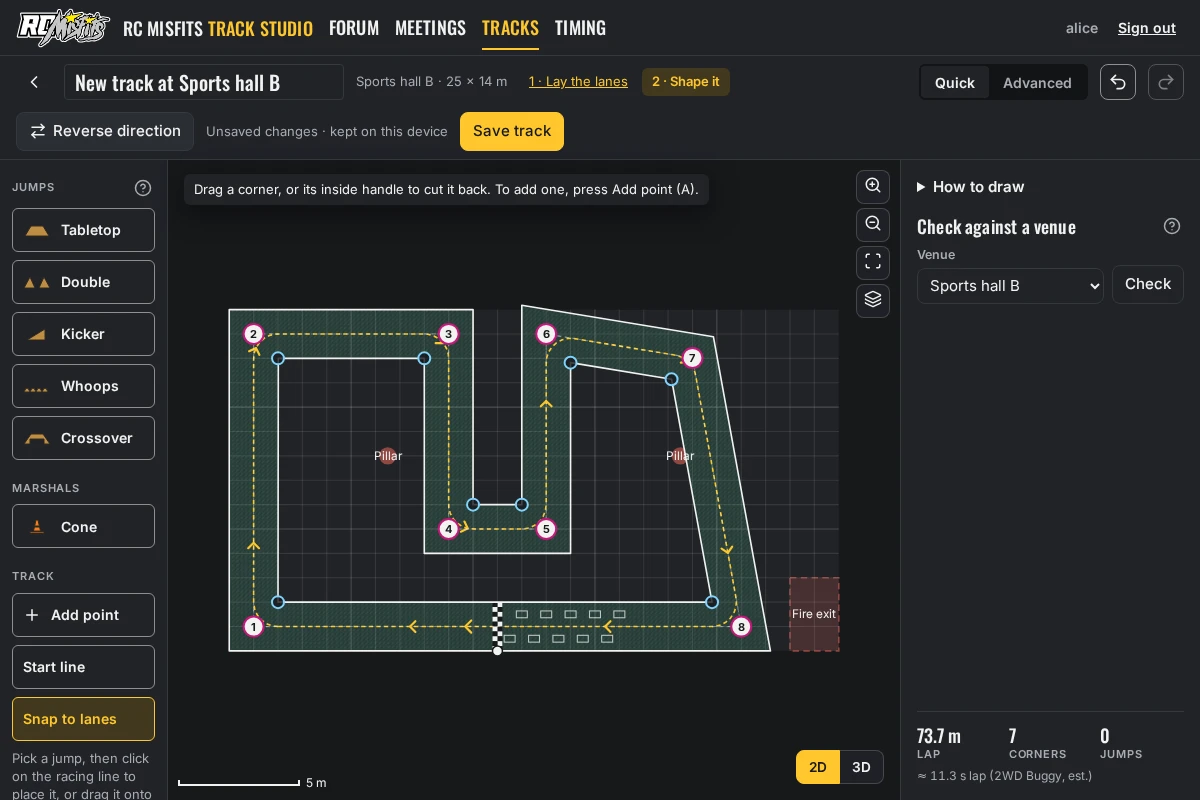 RC Misfits
RC MISFITS TRACK STUDIO
FORUM
MEETINGS
TRACKS
TIMING
alice
Sign out
New track at Sports hall B
Sports hall B · 25 × 14 m
1 · Lay the lanes
2 · Shape it
Quick
Advanced
Reverse direction
Unsaved changes · kept on this device
Save track
JUMPS
Tabletop
Double
Kicker
Whoops
Crossover
MARSHALS
Cone
TRACK
Add point
Start line
Snap to lanes
Pick a jump, then click
on the racing line to
place it, or drag it onto
Drag a corner, or its inside handle to cut it back. To add one, press Add point (A).
2
3
6
7
Pillar
Pillar
4
5
Fire exit
1
8
5 m
2D
3D
How to draw
Check against a venue
Venue
Sports hall B
Check
73.7 m
LAP
7
CORNERS
0
JUMPS
≈ 11.3 s lap (2WD Buggy, est.)